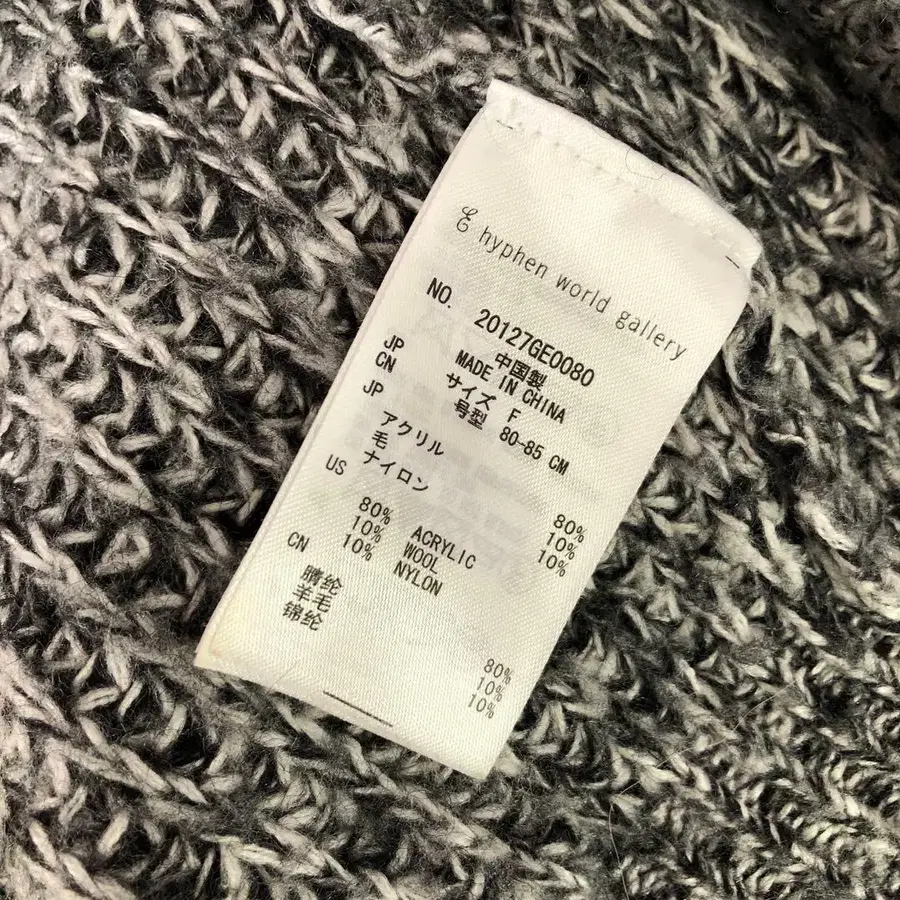 E hyphen world gallery
NO. 20127GE0080
中国製
MADE IN CHINA
JP サイズ F
CN 号型 80-85 CM
JP
アクリル 80%
毛 10%
ナイロン 10%
US
80% ACRYLIC
10% WOOL
10% NYLON
CN
腈纶 80%
羊毛 10%
锦纶 10%